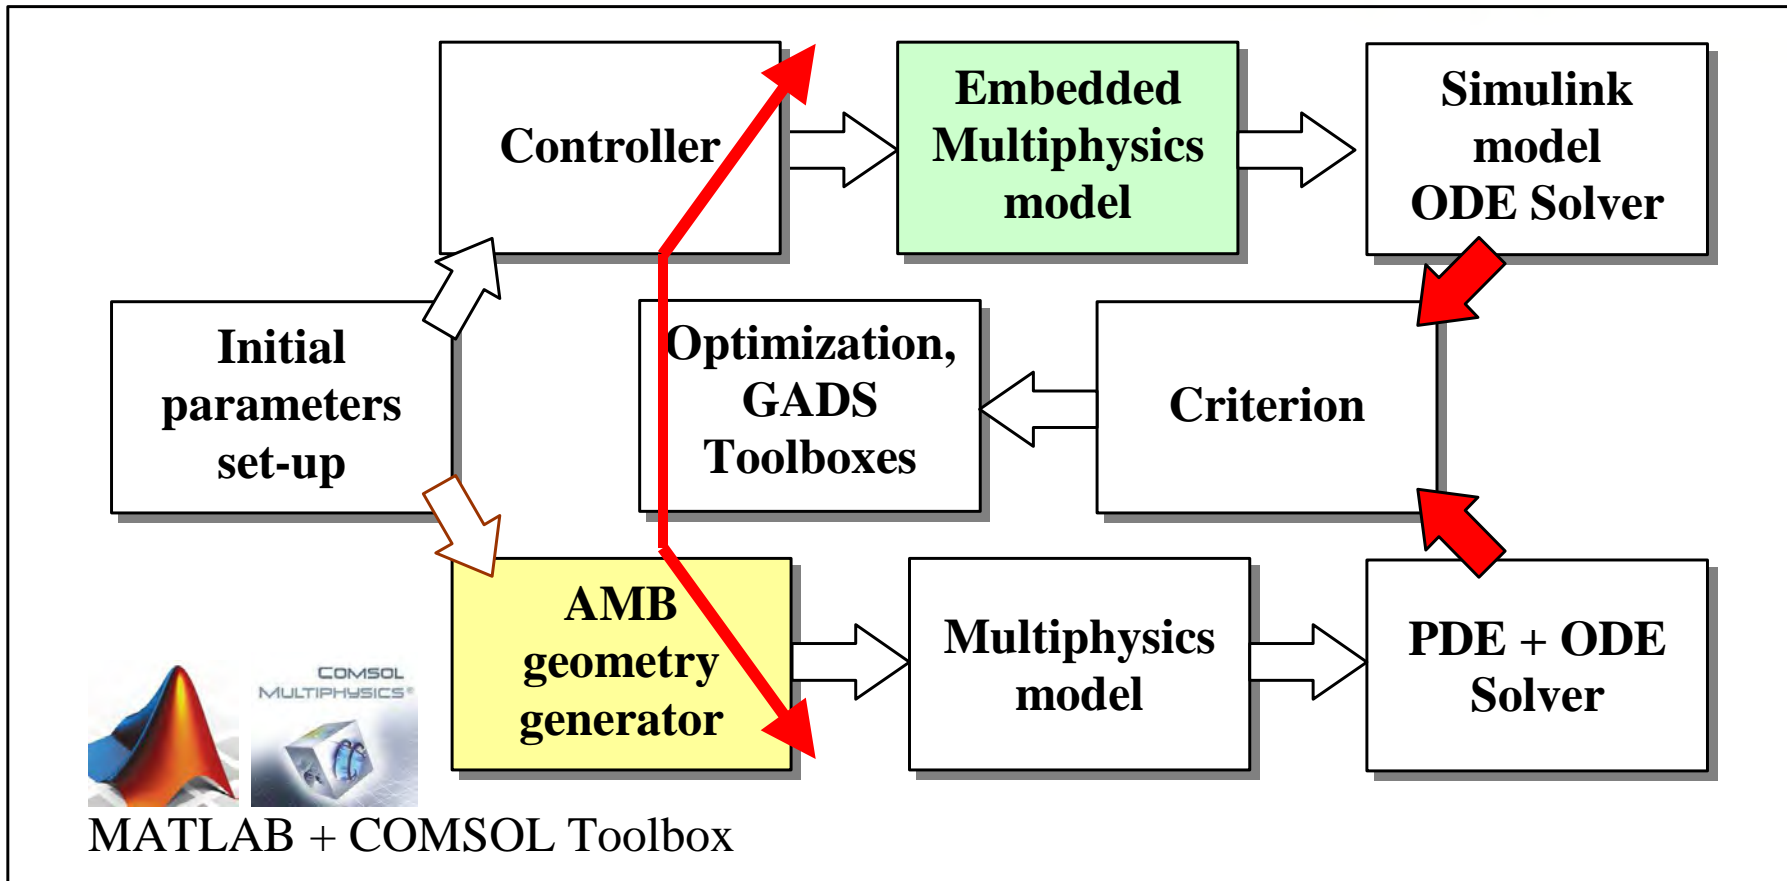 Controller
Embedded
Multiphysics
model
Simulink
model
ODE Solver
Initial
parameters
set-up
Optimization,
GADS
Toolboxes
Criterion
AMB
geometry
generator
Multiphysics
model
PDE + ODE
Solver
COMSOL
MULTIPHYSICS®
MATLAB + COMSOL Toolbox